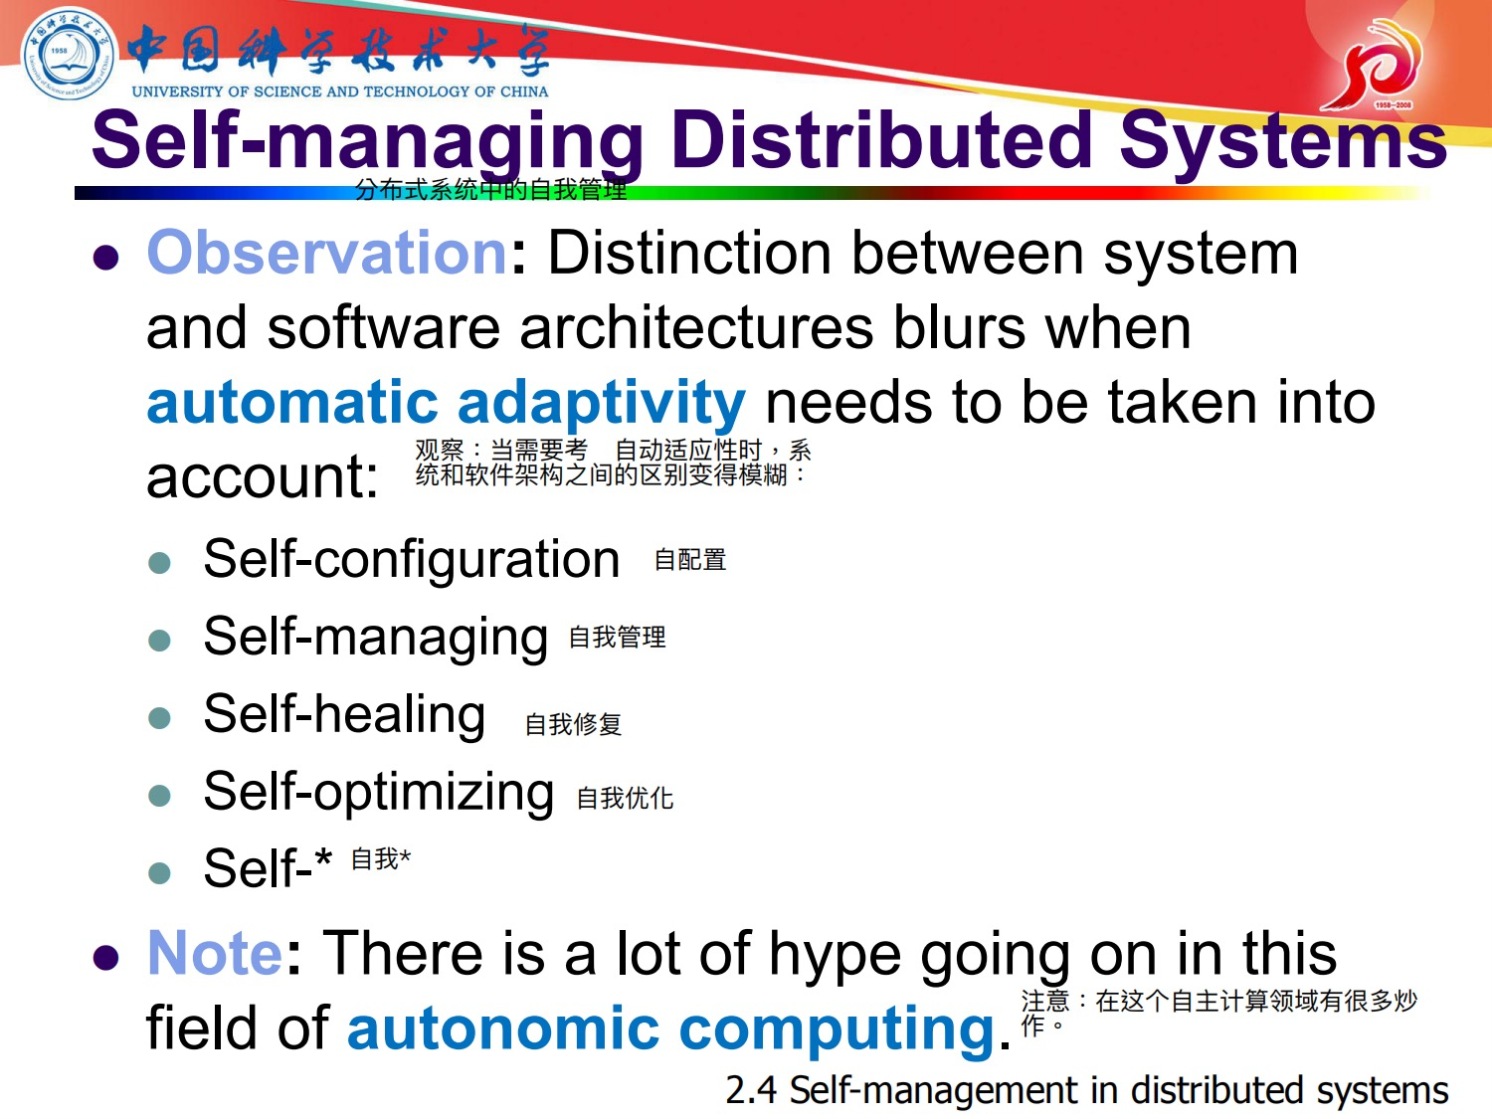 中国科学技术大学
UNIVERSITY OF SCIENCE AND TECHNOLOGY OF CHINA
1958
1958—2008
Self-managing Distributed Systems
分布式系统中的自我管理
Observation: Distinction between system
and software architectures blurs when
automatic adaptivity needs to be taken into
account:
观察：当需要考 自动适应性时，系
统和软件架构之间的区别变得模糊：
Self-configuration 自配置
Self-managing 自我管理
Self-healing 自我修复
Self-optimizing 自我优化
Self-* 自我*
Note: There is a lot of hype going on in this
field of autonomic computing.
注意：在这个自主计算领域有很多炒
作。
2.4 Self-management in distributed systems